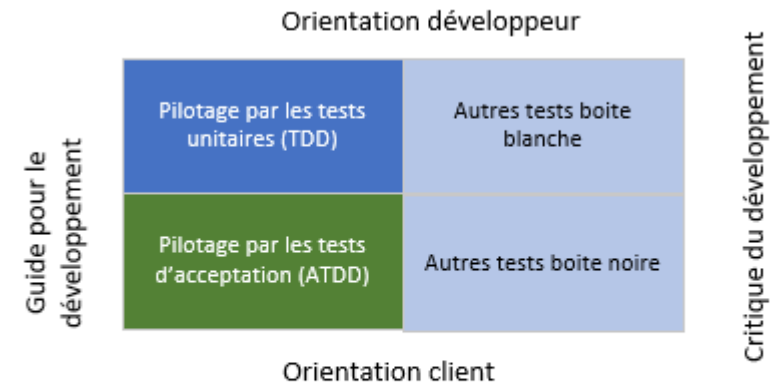 Orientation développeur
Pilotage par les tests
unitaires (TDD)
Autres tests boite
blanche
Guide pour le
développement
Critique du développement
Pilotage par les tests
d'acceptation (ATDD)
Autres tests boite noire
Orientation client